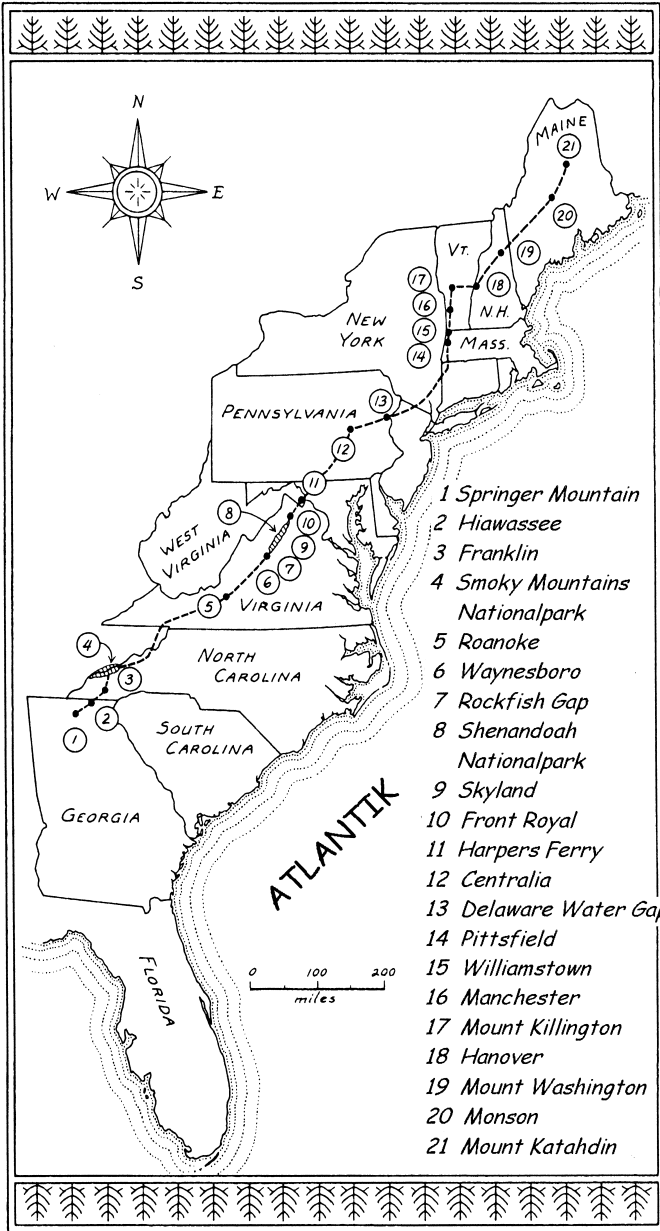 N
W E
S
MAINE
21
20
19
VT.
18
N.H.
17
16
15
14
NEW
YORK
MASS.
13
PENNSYLVANIA
12
11
8
10
9
7
6
WEST
VIRGINIA
5
VIRGINIA
4
3
NORTH
CAROLINA
2
1
SOUTH
CAROLINA
GEORGIA
ATLANTIK
FLORIDA
0 100 200
miles
1 Springer Mountain
2 Hiawassee
3 Franklin
4 Smoky Mountains
Nationalpark
5 Roanoke
6 Waynesboro
7 Rockfish Gap
8 Shenandoah
Nationalpark
9 Skyland
10 Front Royal
11 Harpers Ferry
12 Centralia
13 Delaware Water Gap
14 Pittsfield
15 Williamstown
16 Manchester
17 Mount Killington
18 Hanover
19 Mount Washington
20 Monson
21 Mount Katahdin